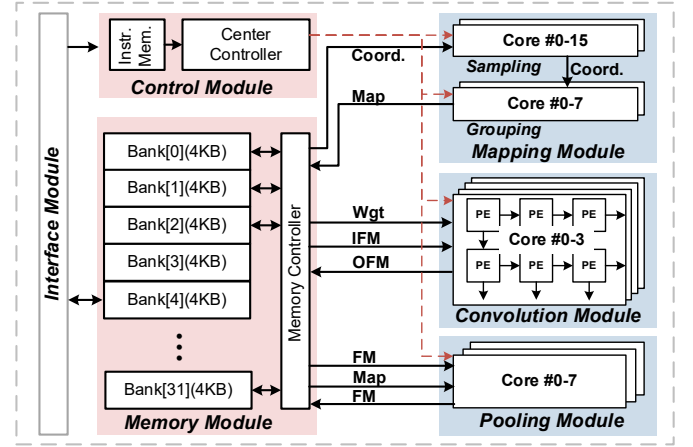 Interface Module
Instr.
Mem.
Center
Controller
Control Module
Coord.
Map
Core #0-15
Sampling
Coord.
Core #0-7
Grouping
Mapping Module
Bank[0](4KB)
Bank[1](4KB)
Bank[2](4KB)
Bank[3](4KB)
Bank[4](4KB)
Bank[31](4KB)
Memory Controller
Memory Module
Wgt
IFM
OFM
PE
PE
PE
Core #0-3
PE
PE
PE
Convolution Module
FM
Map
FM
Core #0-7
Pooling Module